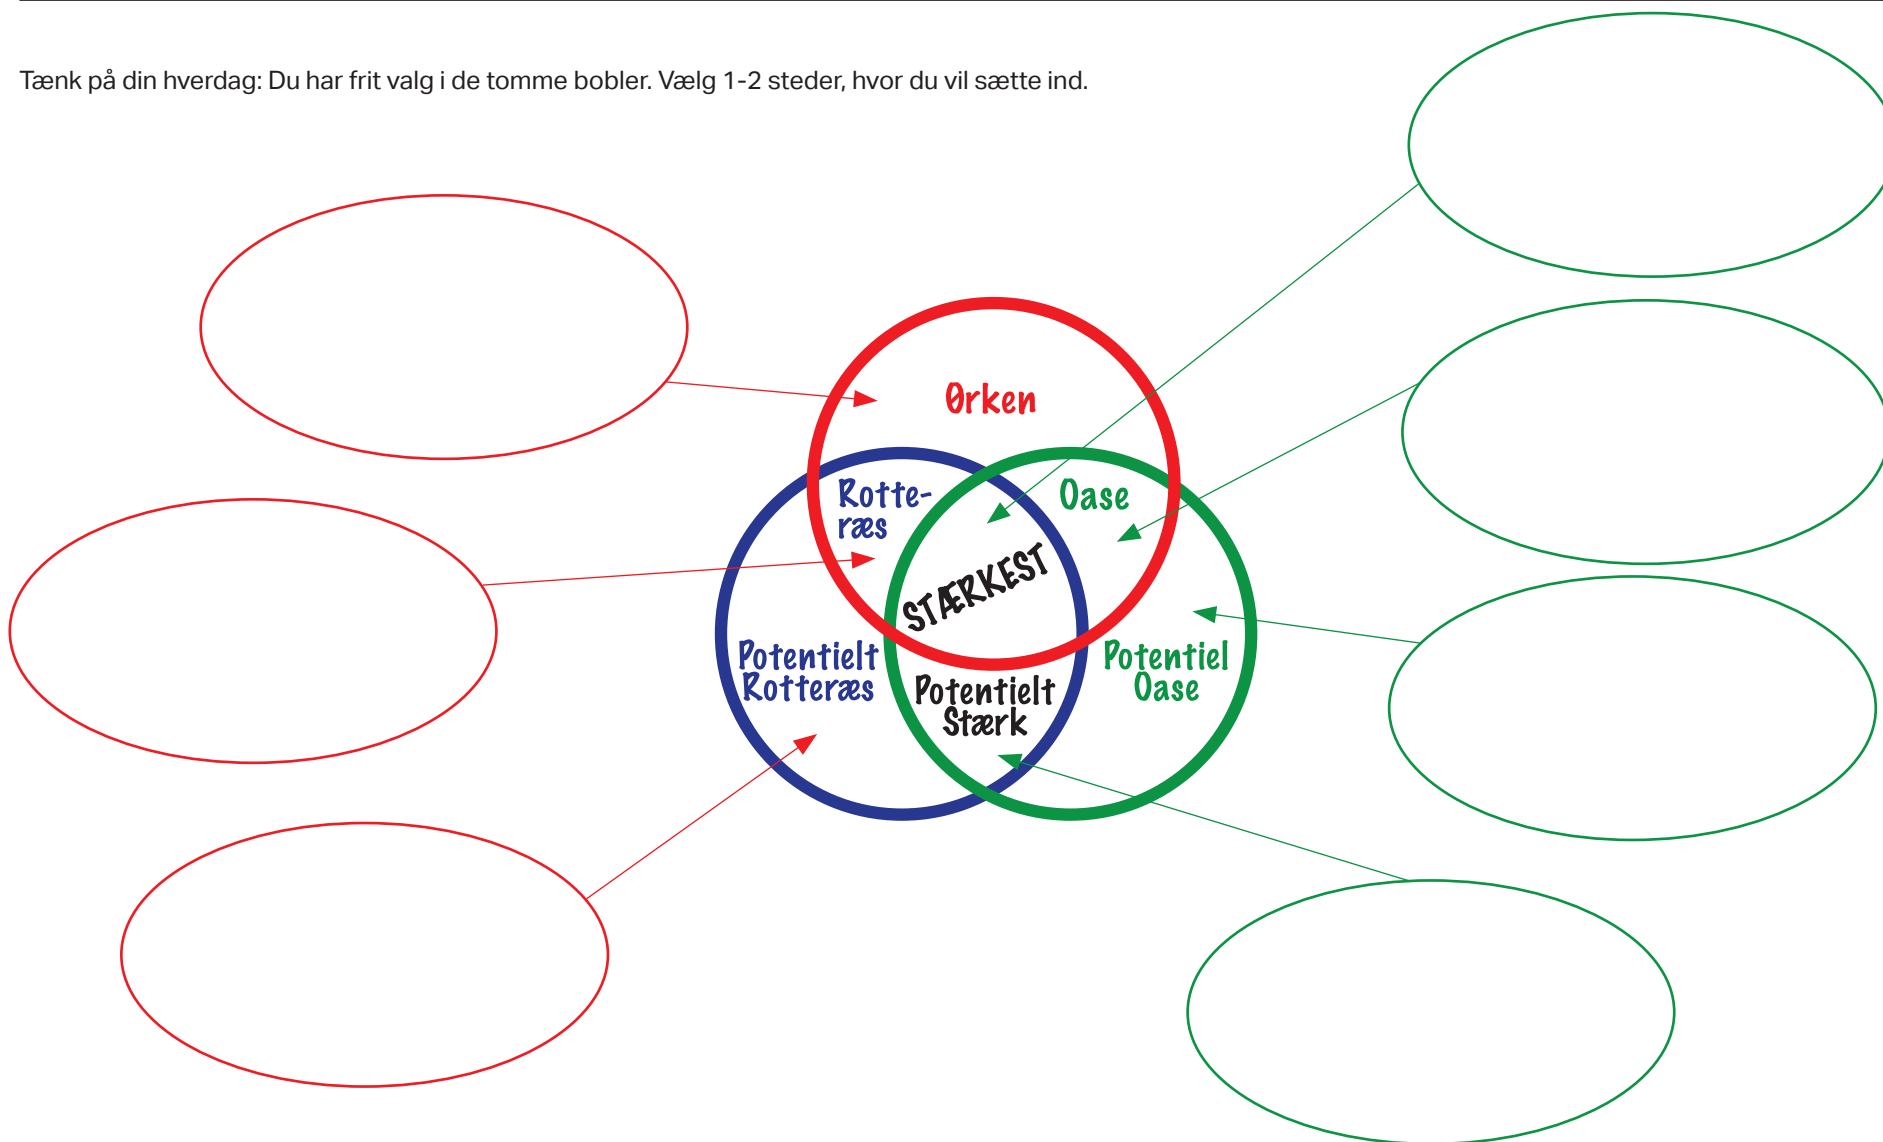 Tænk på din hverdag: Du har frit valg i de tomme bobler. Vælg 1-2 steder, hvor du vil sætte ind.
Ørken
Rotte-
ræs
Oase
STÆRKEST
Potentielt
Rotteræs
Potentielt
Stærk
Potentiel
Oase